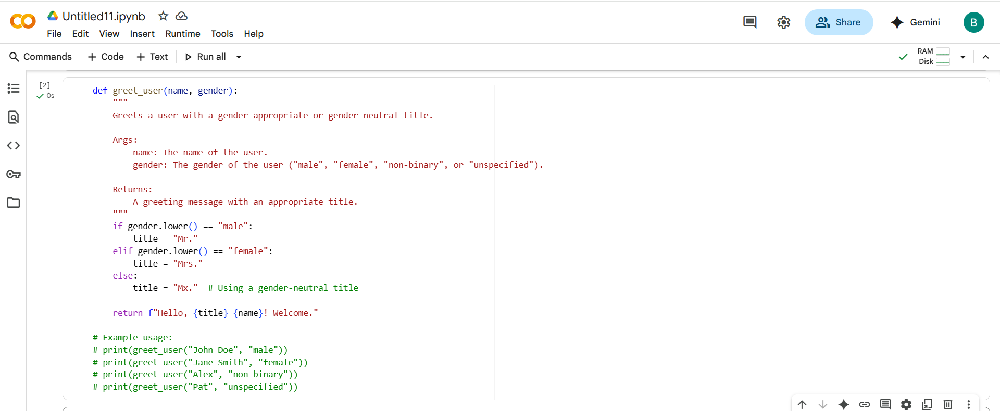 Untitled11.ipynb
File Edit View Insert Runtime Tools Help
Share
Gemini
B
Commands + Code + Text Run all
RAM
Disk
[2]
0s
def greet_user(name, gender):
    """
    Greets a user with a gender-appropriate or gender-neutral title.

    Args:
        name: The name of the user.
        gender: The gender of the user ("male", "female", "non-binary", or "unspecified").

    Returns:
        A greeting message with an appropriate title.
    """
    if gender.lower() == "male":
        title = "Mr."
    elif gender.lower() == "female":
        title = "Mrs."
    else:
        title = "Mx."  # Using a gender-neutral title

    return f"Hello, {title} {name}! Welcome."

# Example usage:
# print(greet_user("John Doe", "male"))
# print(greet_user("Jane Smith", "female"))
# print(greet_user("Alex", "non-binary"))
# print(greet_user("Pat", "unspecified"))